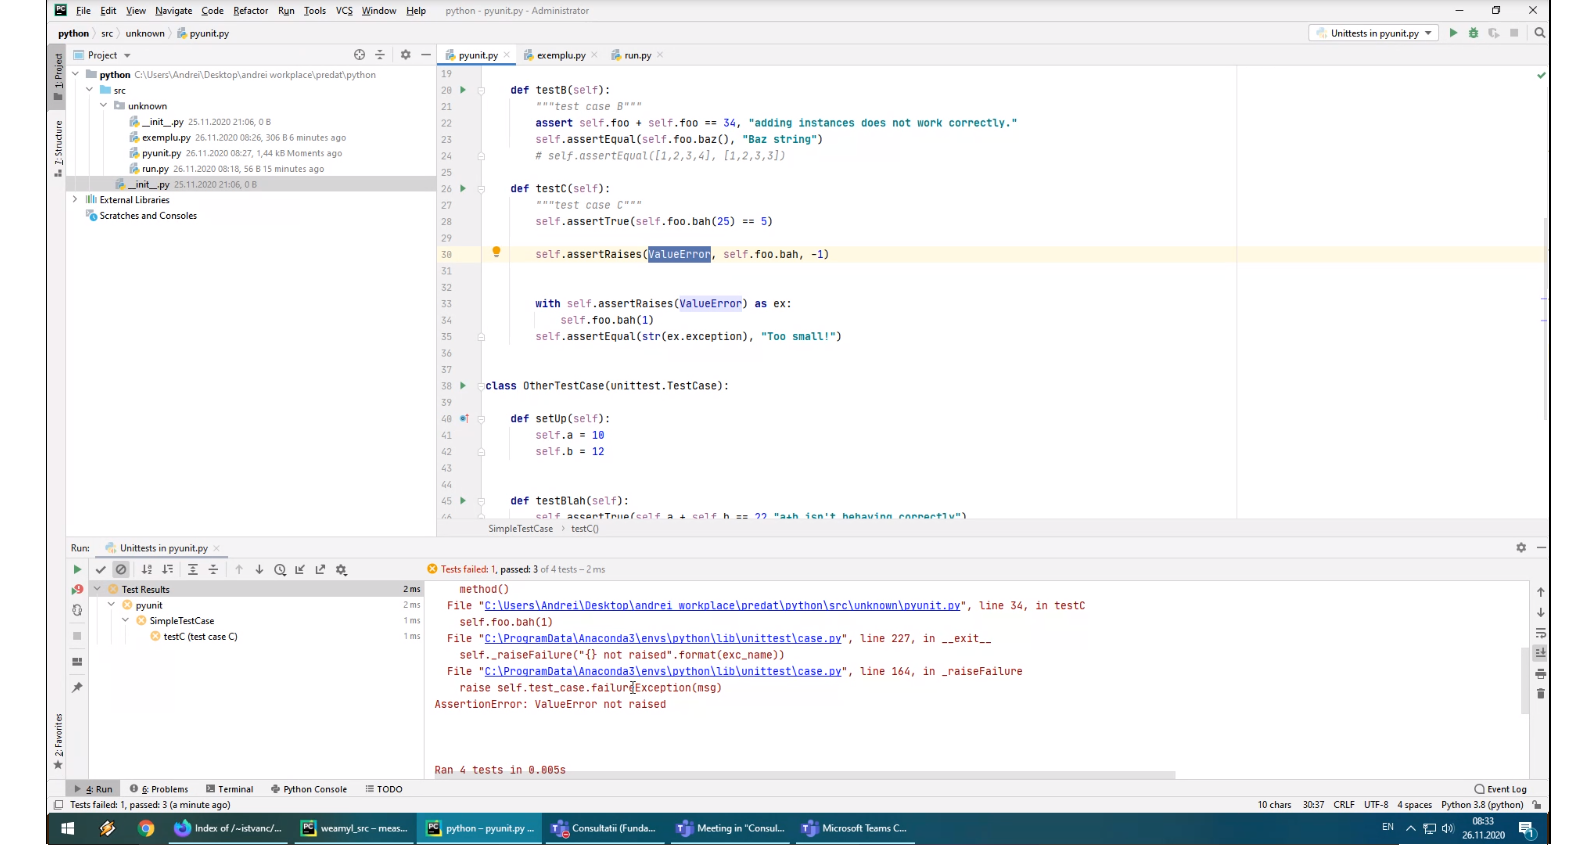 File Edit View Navigate Code Refactor Run Tools VCS Window Help python - pyunit.py - Administrator
python src unknown pyunit.py Unittests in pyunit.py
1: Project
7: Structure
2: Favorites
Project
python C:\Users\Andrei\Desktop\andrei workplace\predat\python
src
unknown
__init__.py 25.11.2020 21:06, 0 B
exemplu.py 26.11.2020 08:26, 306 B 6 minutes ago
pyunit.py 26.11.2020 08:27, 1,44 kB Moments ago
run.py 26.11.2020 08:18, 56 B 15 minutes ago
__init__.py 25.11.2020 21:06, 0 B
External Libraries
Scratches and Consoles
pyunit.py exemplu.py run.py
19
20 def testB(self):
21 """test case B"""
22 assert self.foo + self.foo == 34, "adding instances does not work correctly."
23 self.assertEqual(self.foo.baz(), "Baz string")
24 # self.assertEqual([1,2,3,4], [1,2,3,3])
25
26 def testC(self):
27 """test case C"""
28 self.assertTrue(self.foo.bah(25) == 5)
29
30 self.assertRaises(ValueError, self.foo.bah, -1)
31
32
33 with self.assertRaises(ValueError) as ex:
34 self.foo.bah(1)
35 self.assertEqual(str(ex.exception), "Too small!")
36
37
38 class OtherTestCase(unittest.TestCase):
39
40 def setUp(self):
41 self.a = 10
42 self.b = 12
43
44
45 def testBlah(self):
46 self.assertTrue(self.a + self.b == 22,"a+b isn't behaving correctly")
SimpleTestCase testC()
Run: Unittests in pyunit.py
Tests failed: 1, passed: 3 of 4 tests – 2 ms
Test Results 2 ms
pyunit 2 ms
SimpleTestCase 1 ms
testC (test case C) 1 ms
method()
File "C:\Users\Andrei\Desktop\andrei workplace\predat\python\src\unknown\pyunit.py", line 34, in testC
self.foo.bah(1)
File "C:\ProgramData\Anaconda3\envs\python\lib\unittest\case.py", line 227, in __exit__
self._raiseFailure("{} not raised".format(exc_name))
File "C:\ProgramData\Anaconda3\envs\python\lib\unittest\case.py", line 164, in _raiseFailure
raise self.test_case.failureException(msg)
AssertionError: ValueError not raised
Ran 4 tests in 0.005s
4: Run 6: Problems Terminal Python Console TODO Event Log
Tests failed: 1, passed: 3 (a minute ago) 10 chars 30:37 CRLF UTF-8 4 spaces Python 3.8 (python)
Index of /~istvanc/... weamyl_src – meas... python – pyunit.py ... Consultatii (Funda... Meeting in "Consul... Microsoft Teams C... EN 08:33
26.11.2020